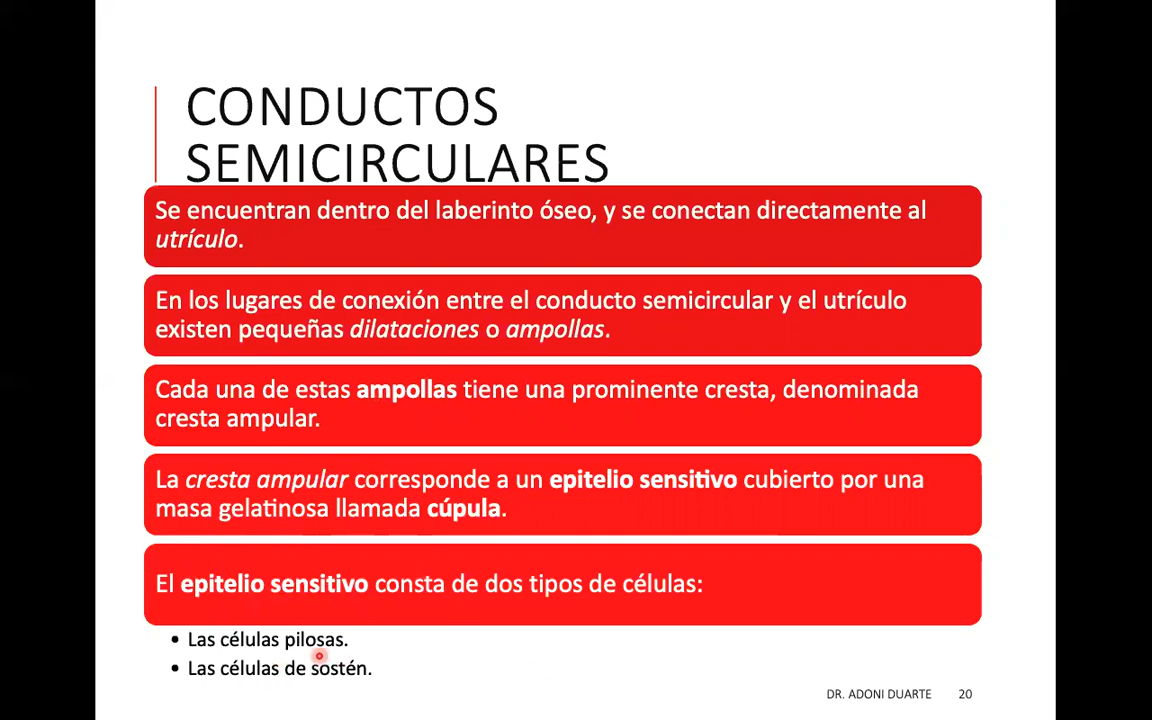 CONDUCTOS
SEMICIRCULARES
Se encuentran dentro del laberinto óseo, y se conectan directamente al
utrículo.
En los lugares de conexión entre el conducto semicircular y el utrículo
existen pequeñas dilataciones o ampollas.
Cada una de estas ampollas tiene una prominente cresta, denominada
cresta ampular.
La cresta ampular corresponde a un epitelio sensitivo cubierto por una
masa gelatinosa llamada cúpula.
El epitelio sensitivo consta de dos tipos de células:
• Las células pilosas.
• Las células de sostén.
DR. ADONI DUARTE 20